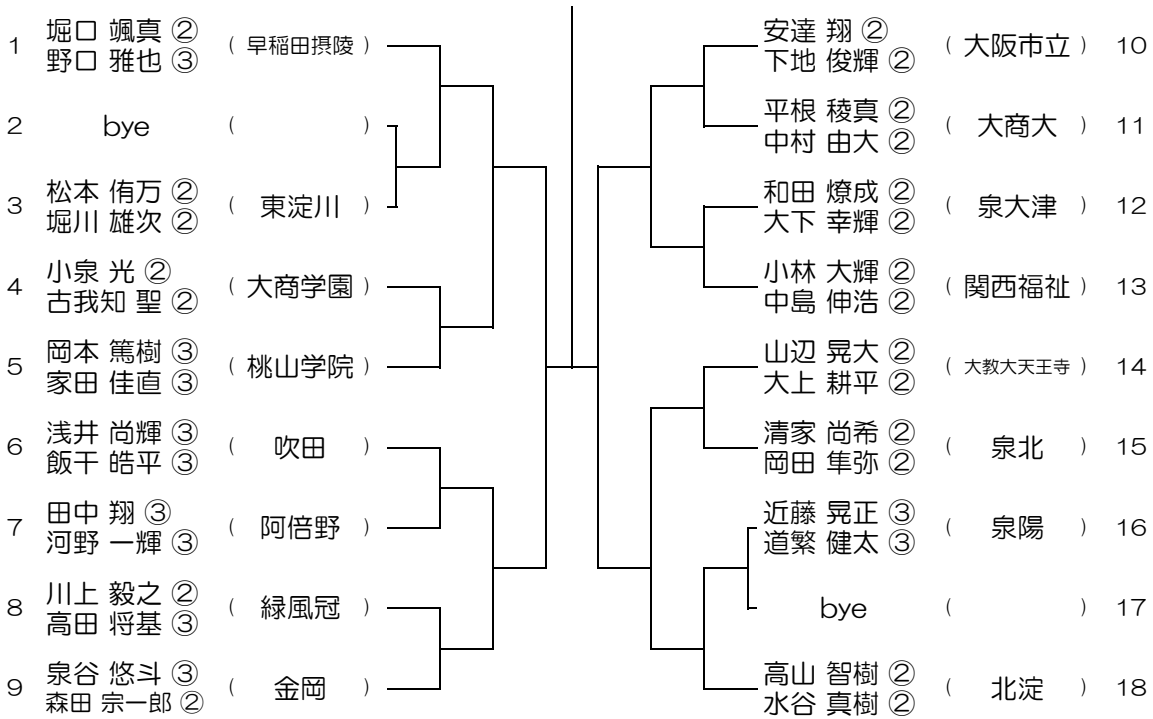 1 堀口 颯真 ② ( 早稲田摂陵 )
野口 雅也 ③
2 bye ( )
3 松本 侑万 ② ( 東淀川 )
堀川 雄次 ②
4 小泉 光 ② ( 大商学園 )
古我知 聖 ②
5 岡本 篤樹 ③ ( 桃山学院 )
家田 佳直 ③
6 浅井 尚輝 ③ ( 吹田 )
飯干 皓平 ③
7 田中 翔 ③ ( 阿倍野 )
河野 一輝 ③
8 川上 毅之 ② ( 緑風冠 )
高田 将基 ③
9 泉谷 悠斗 ③ ( 金岡 )
森田 宗一郎 ②
安達 翔 ② ( 大阪市立 ) 10
下地 俊輝 ②
平根 稜真 ② ( 大商大 ) 11
中村 由大 ②
和田 燎成 ② ( 泉大津 ) 12
大下 幸輝 ②
小林 大輝 ② ( 関西福祉 ) 13
中島 伸浩 ②
山辺 晃大 ② ( 大教大天王寺 ) 14
大上 耕平 ②
清家 尚希 ② ( 泉北 ) 15
岡田 隼弥 ②
近藤 晃正 ③ ( 泉陽 ) 16
道繁 健太 ③
bye ( ) 17
高山 智樹 ② ( 北淀 ) 18
水谷 真樹 ②